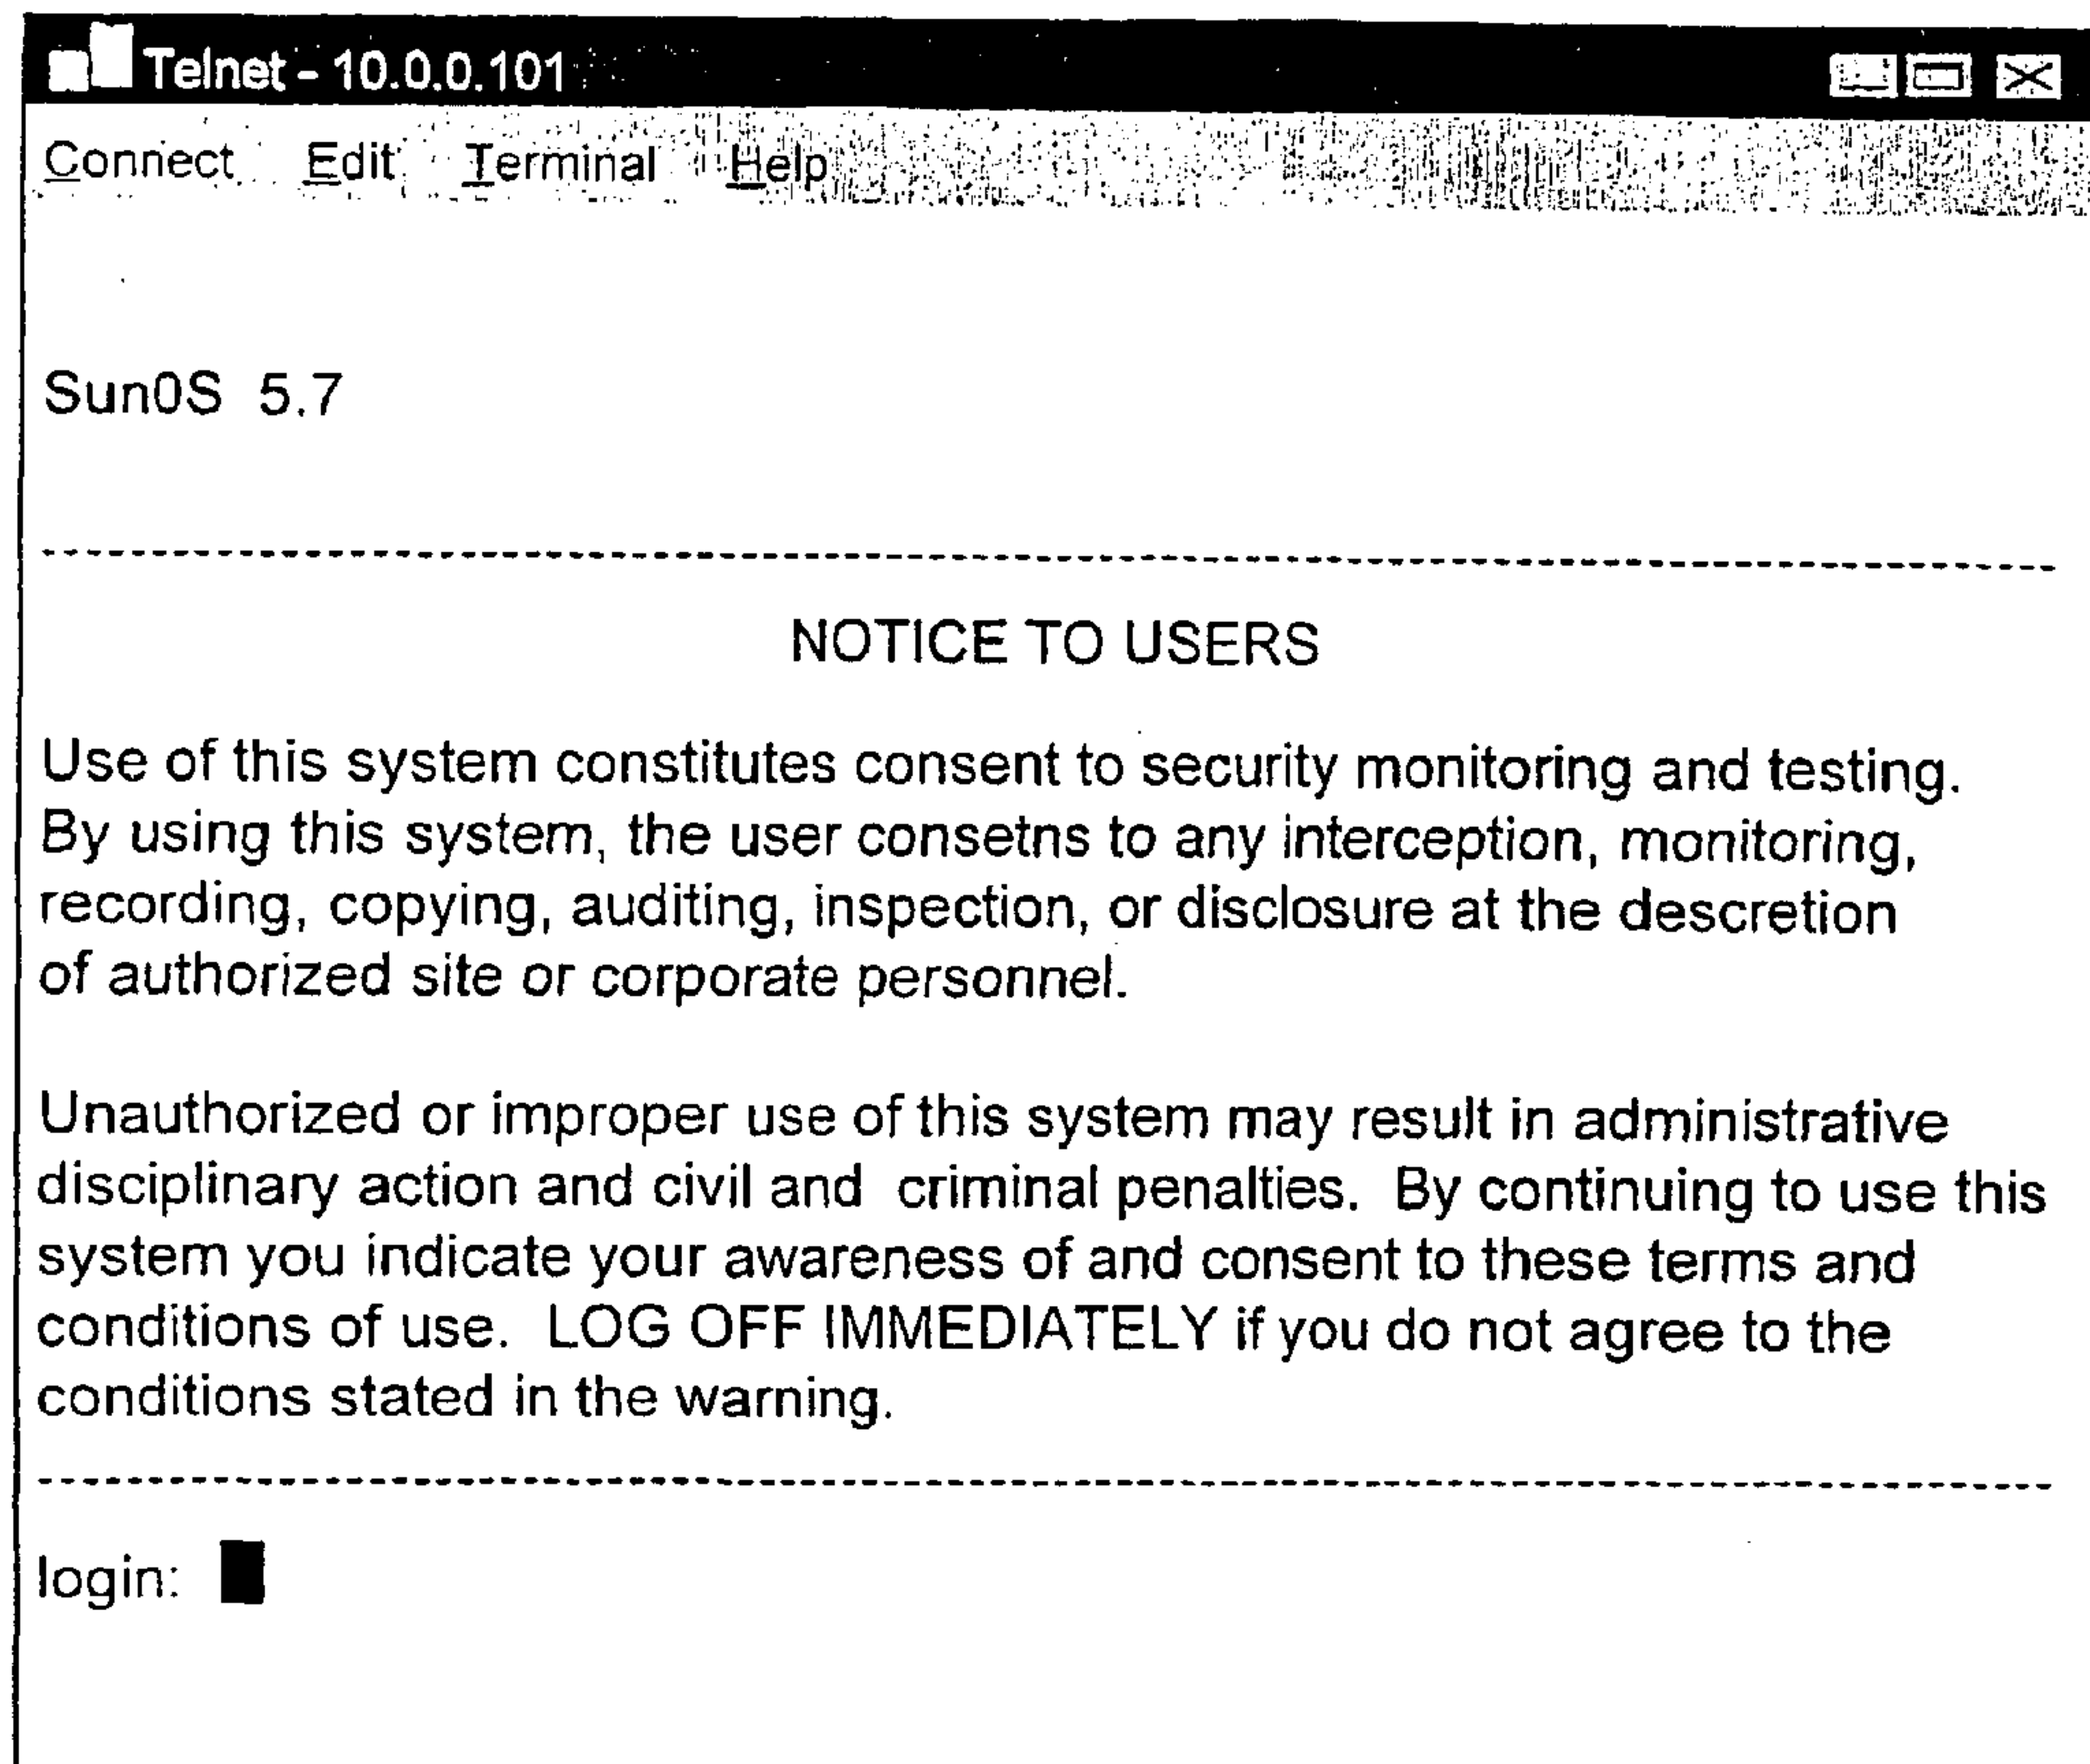 Telnet - 10.0.0.101
Connect Edit Terminal Help
Sun0S 5.7
NOTICE TO USERS
Use of this system constitutes consent to security monitoring and testing.
By using this system, the user consetns to any interception, monitoring,
recording, copying, auditing, inspection, or disclosure at the descretion
of authorized site or corporate personnel.
Unauthorized or improper use of this system may result in administrative
disciplinary action and civil and criminal penalties. By continuing to use this
system you indicate your awareness of and consent to these terms and
conditions of use. LOG OFF IMMEDIATELY if you do not agree to the
conditions stated in the warning.
login: